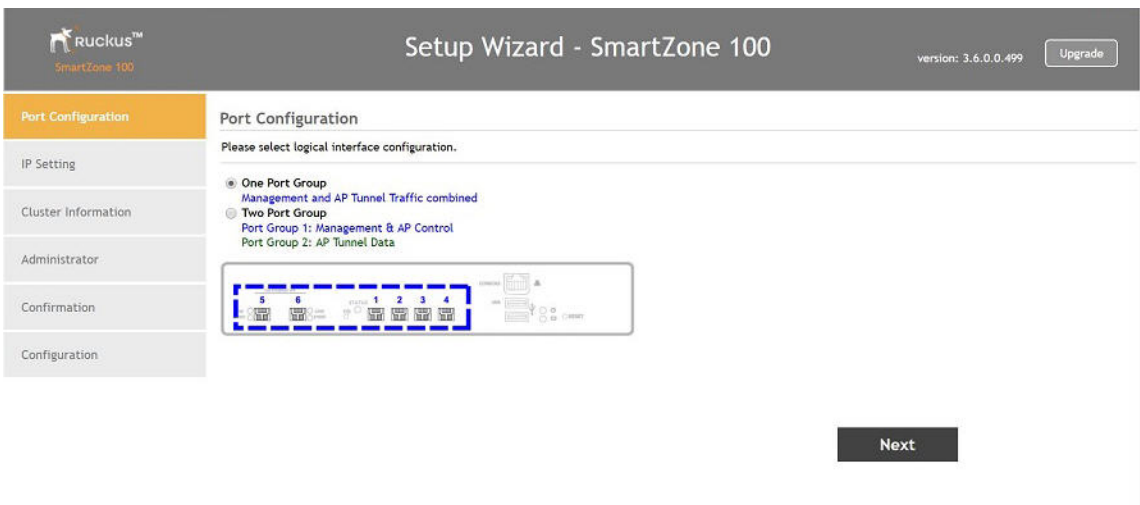 Ruckus™
SmartZone 100
Setup Wizard - SmartZone 100
version: 3.6.0.0.499
Upgrade
Port Configuration
IP Setting
Cluster Information
Administrator
Confirmation
Configuration
Port Configuration
Please select logical interface configuration.
One Port Group
Management and AP Tunnel Traffic combined
Two Port Group
Port Group 1: Management & AP Control
Port Group 2: AP Tunnel Data
5 6 1 2 3 4
RESET
Next